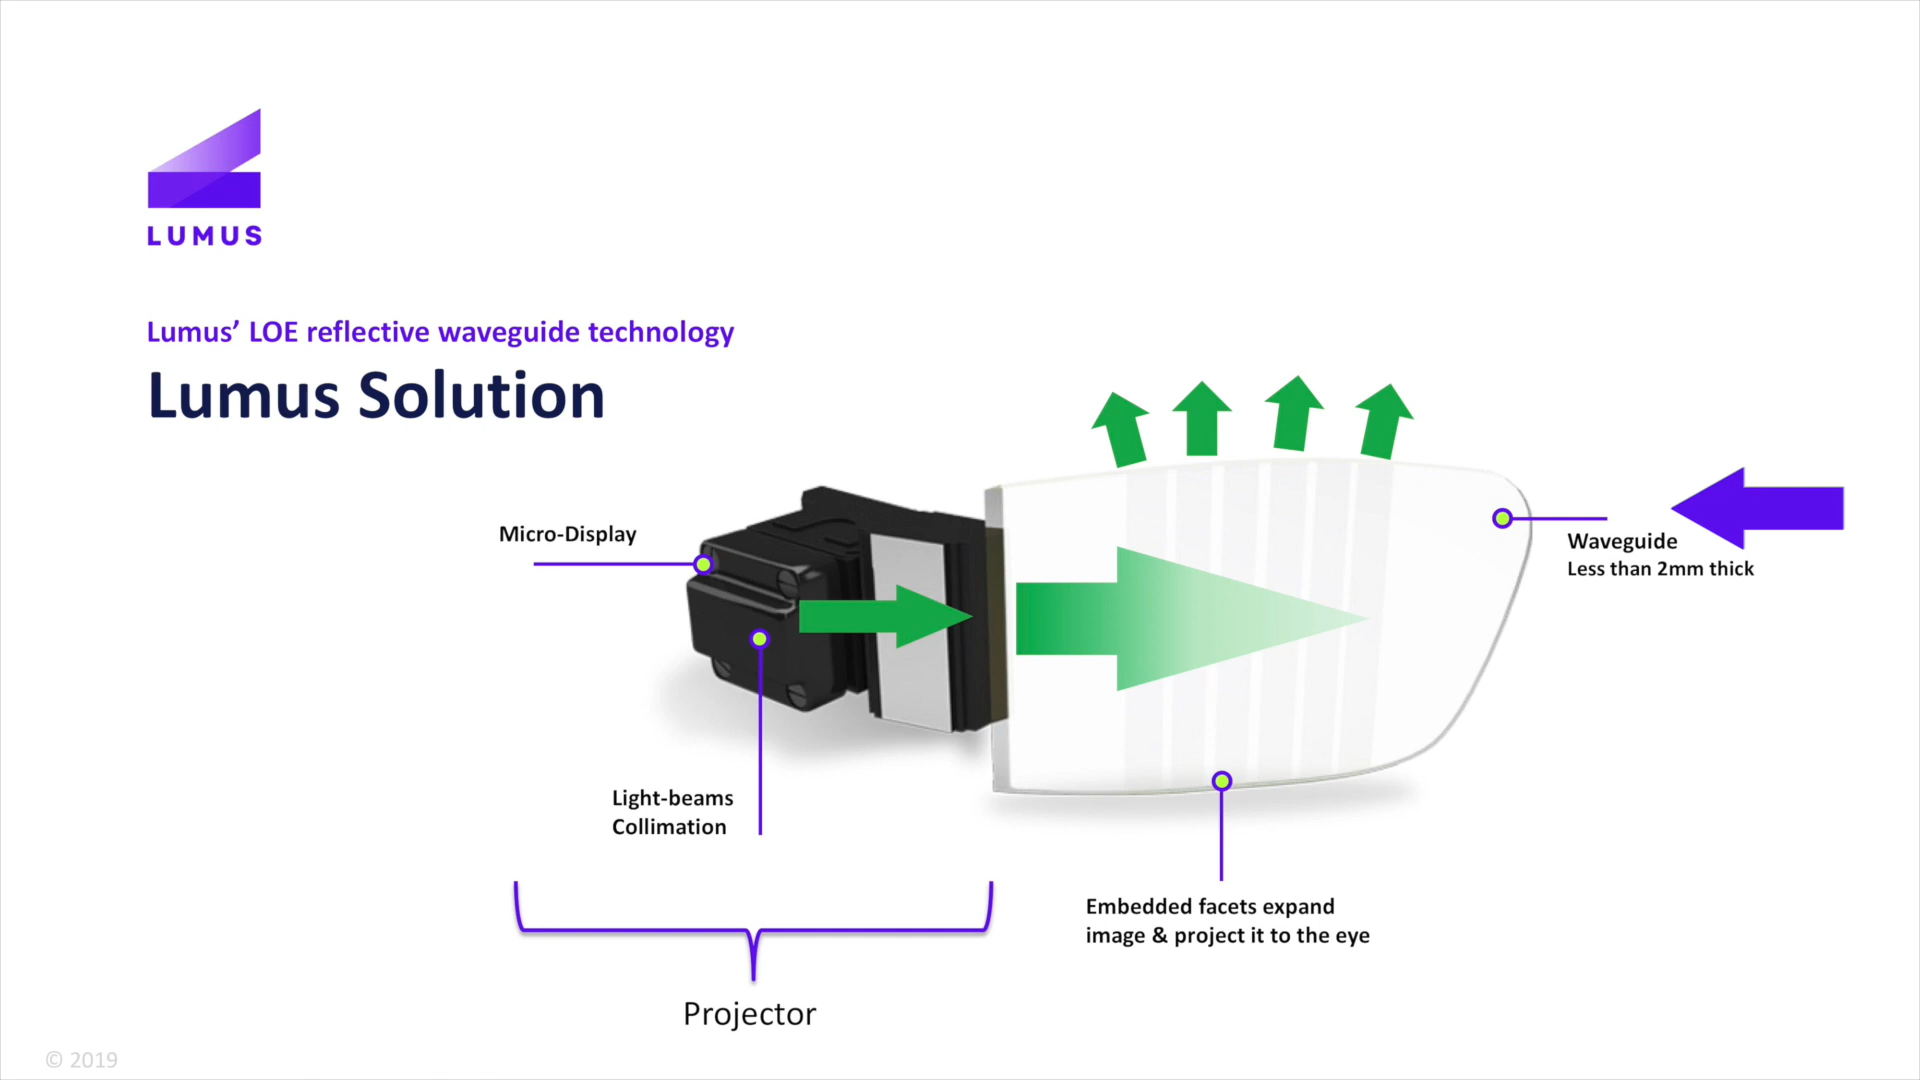 LUMUS
Lumus’ LOE reflective waveguide technology
Lumus Solution
Micro-Display
Waveguide
Less than 2mm thick
Light-beams
Collimation
Embedded facets expand
image & project it to the eye
Projector
© 2019